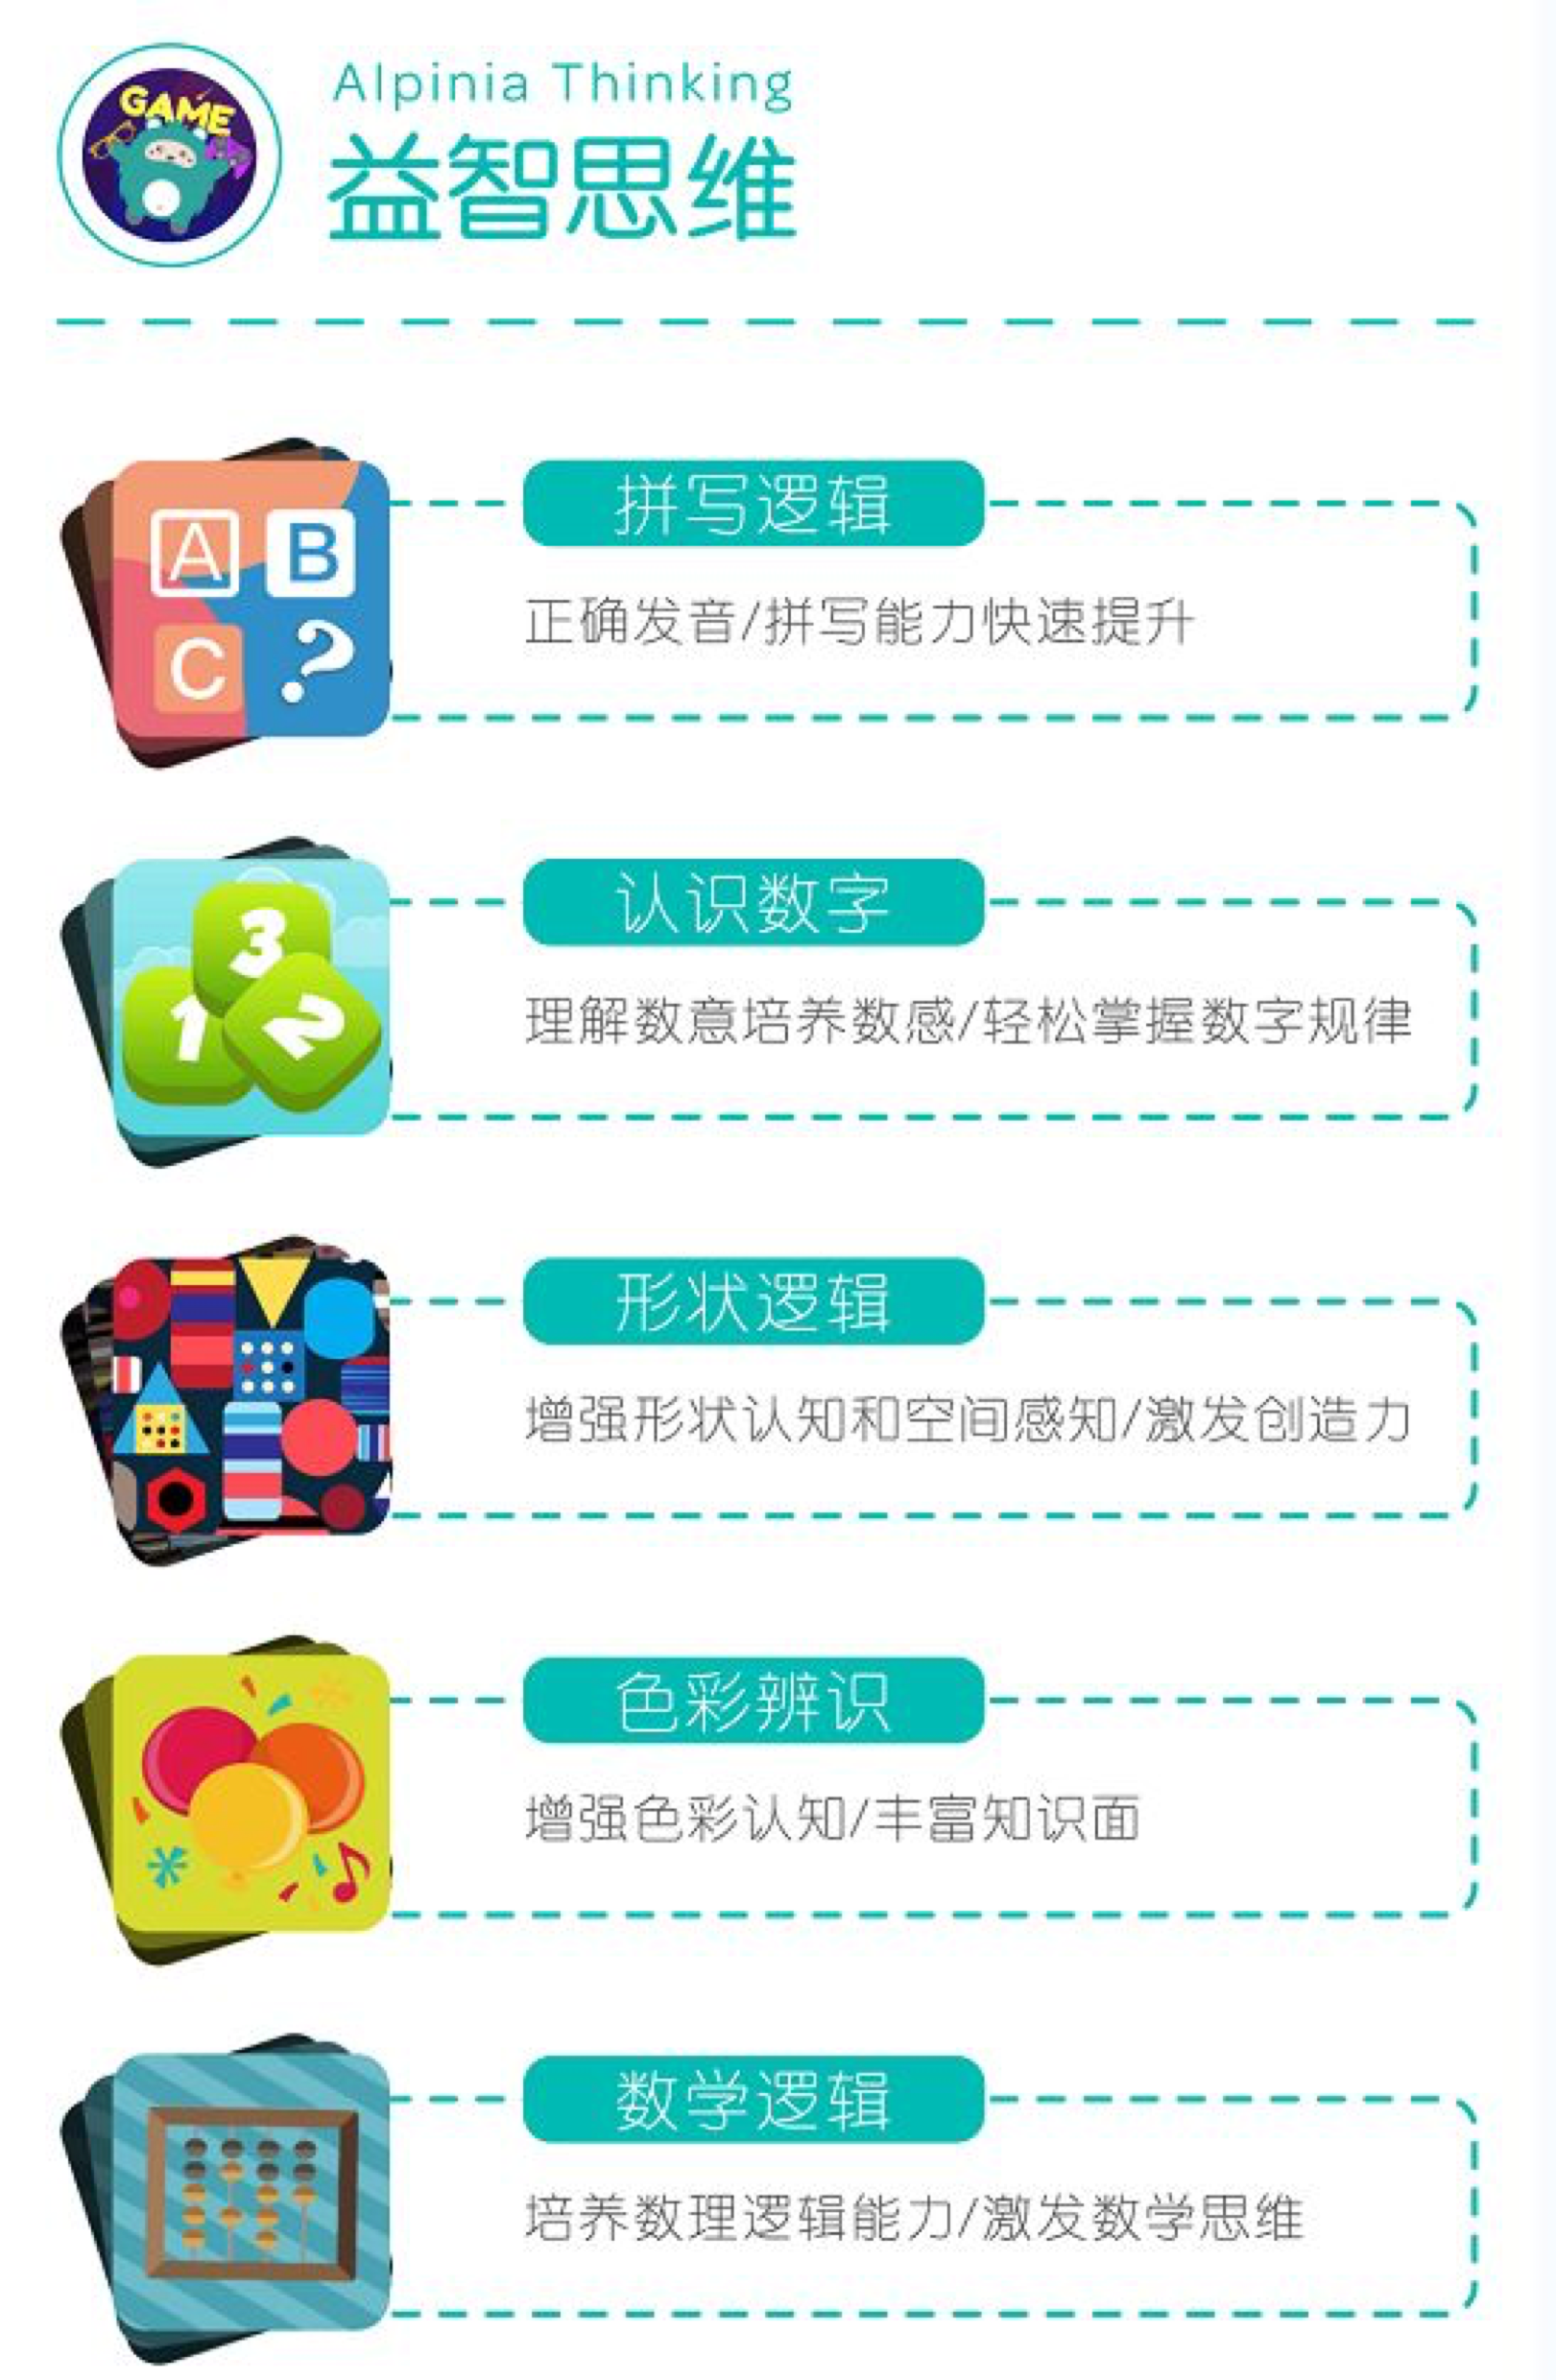 GAME
Alpinia Thinking
益智思维
A B
C ?
拼写逻辑
正确发音/拼写能力快速提升
3
1 2
认识数字
理解数意培养数感/轻松掌握数字规律
形状逻辑
增强形状认知和空间感知/激发创造力
色彩辨识
增强色彩认知/丰富知识面
数学逻辑
培养数理逻辑能力/激发数学思维